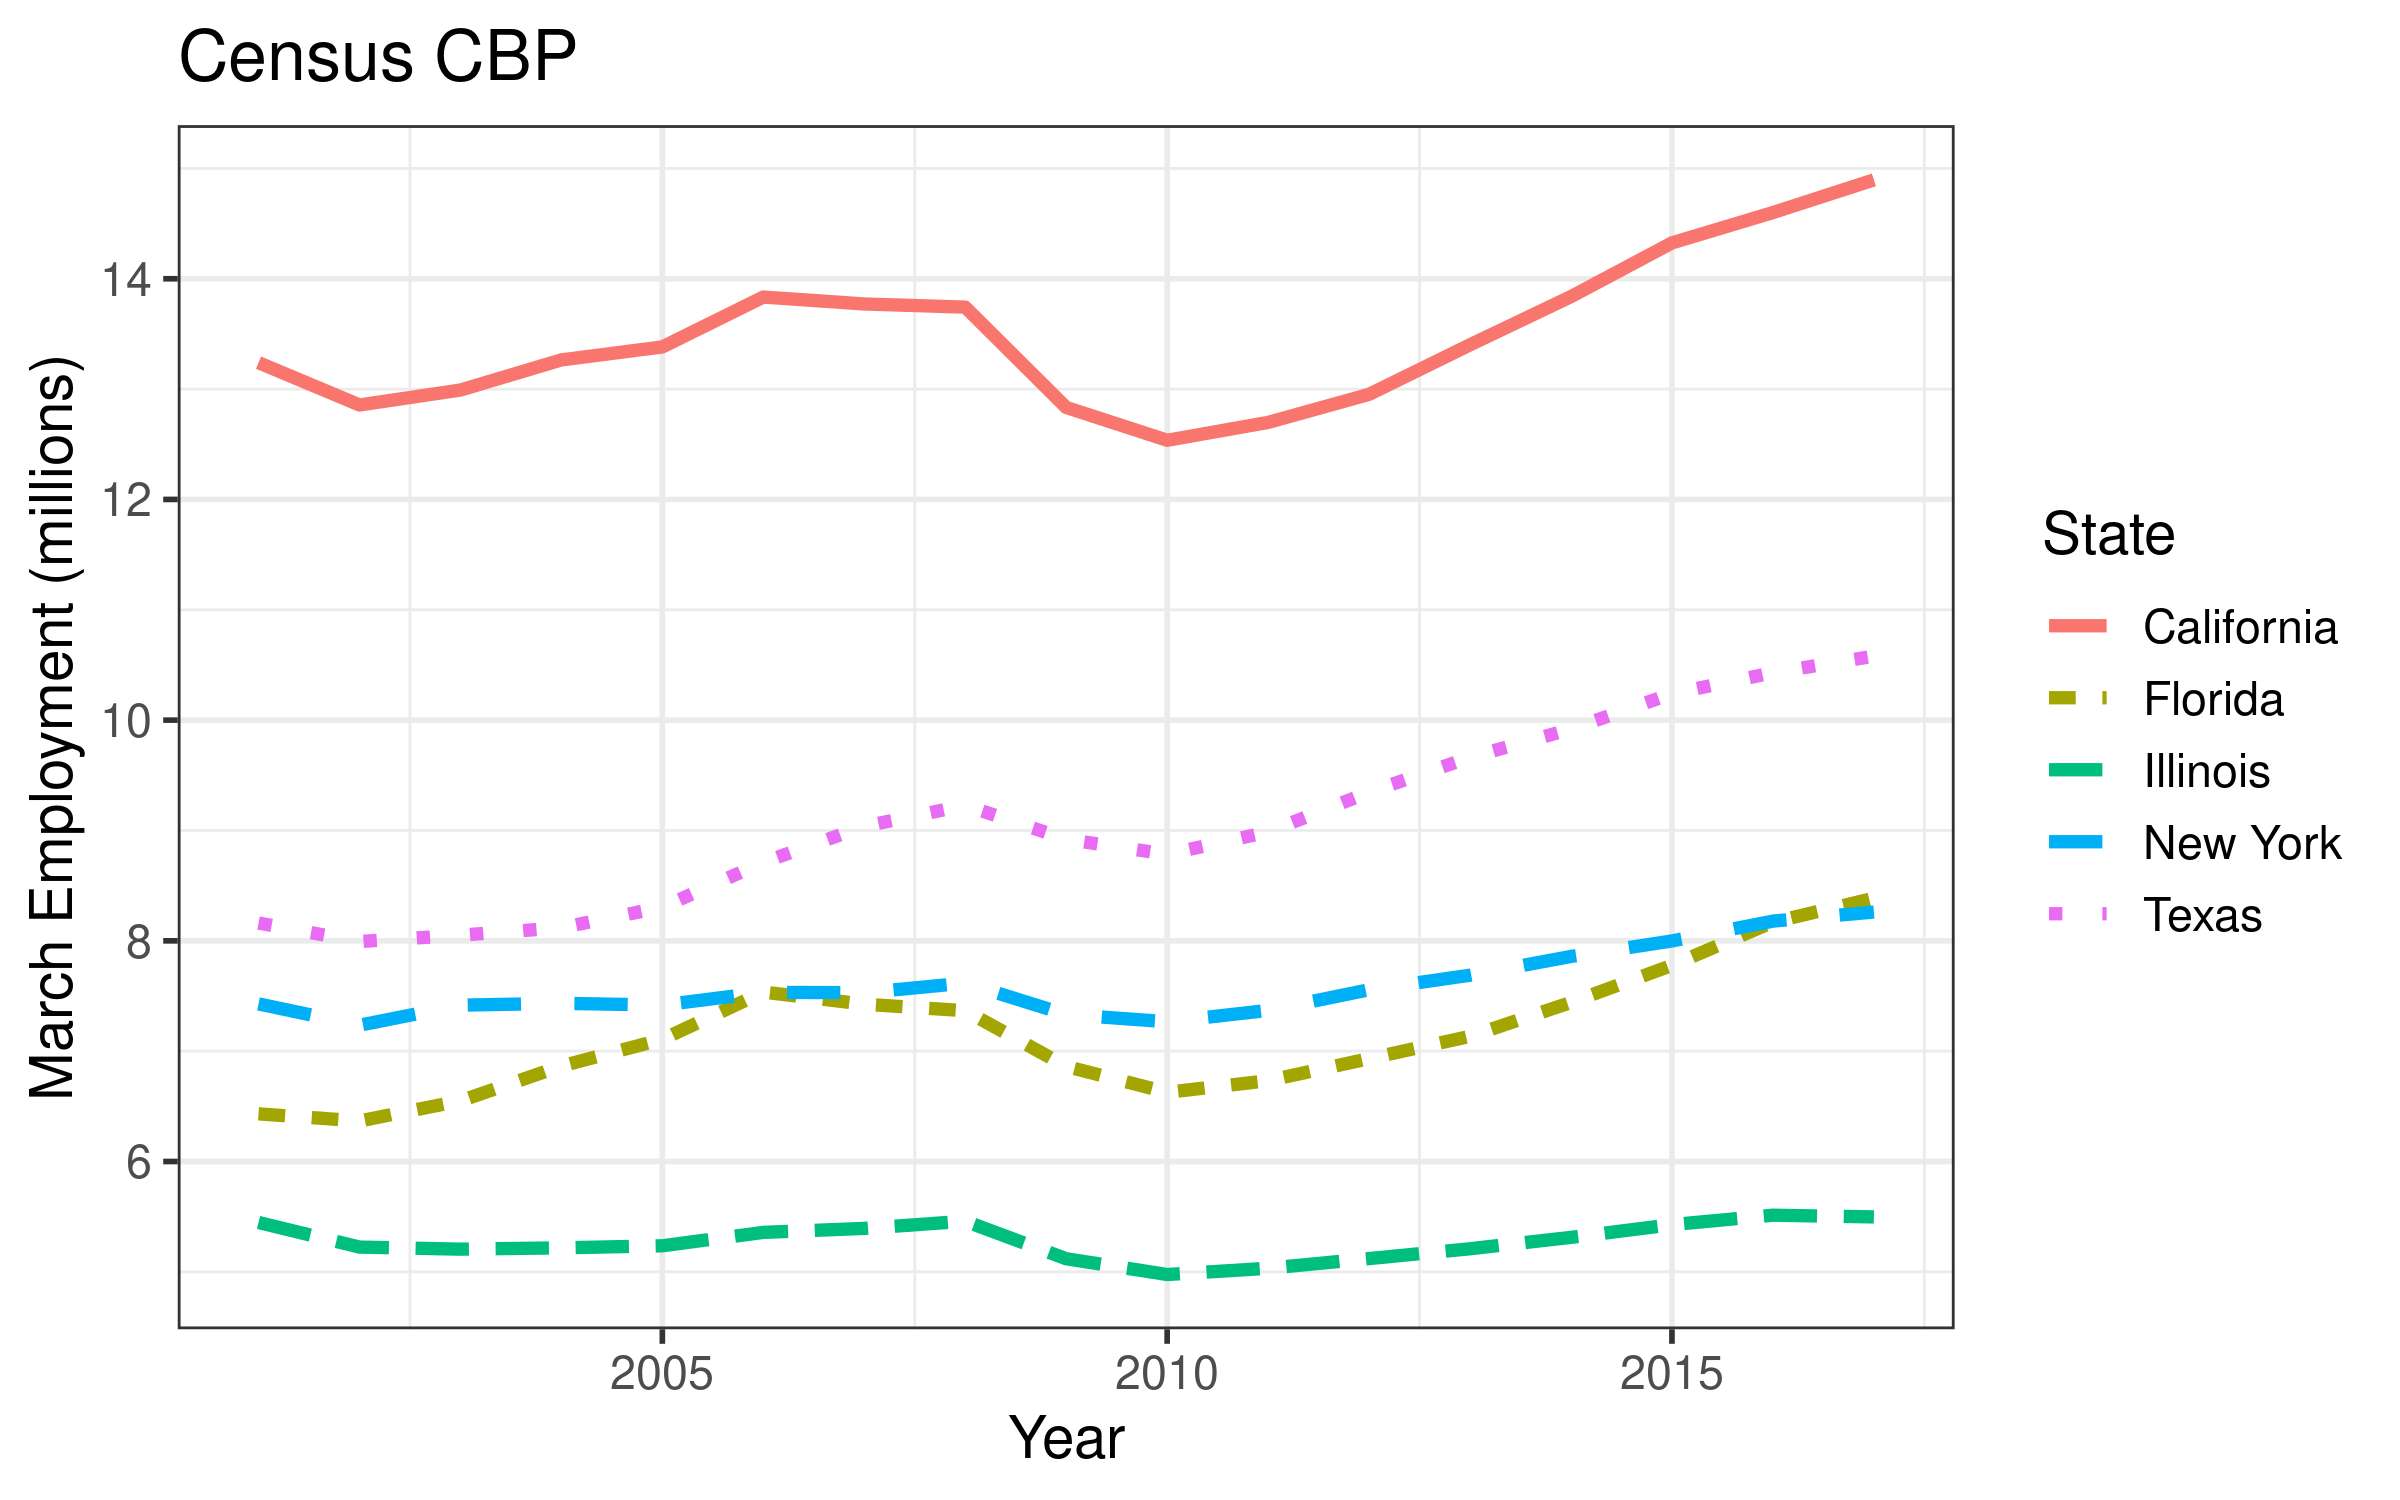 Census CBP
March Employment (millions)
14
12
10
8
6
2005
2010
2015
Year
State
California
Florida
Illinois
New York
Texas